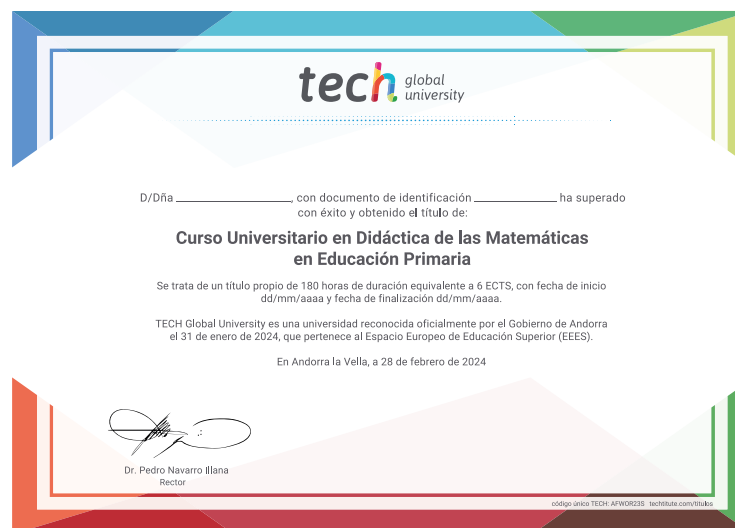 tech global university
D/Dña ____________, con documento de identificación ____________ ha superado
con éxito y obtenido el título de:
Curso Universitario en Didáctica de las Matemáticas
en Educación Primaria
Se trata de un título propio de 180 horas de duración equivalente a 6 ECTS, con fecha de inicio
dd/mm/aaaa y fecha de finalización dd/mm/aaaa.
TECH Global University es una universidad reconocida oficialmente por el Gobierno de Andorra
el 31 de enero de 2024, que pertenece al Espacio Europeo de Educación Superior (EEES).
En Andorra la Vella, a 28 de febrero de 2024
Dr. Pedro Navarro Illana
Rector
código único TECH: AFWOR23S techtitute.com/títulos